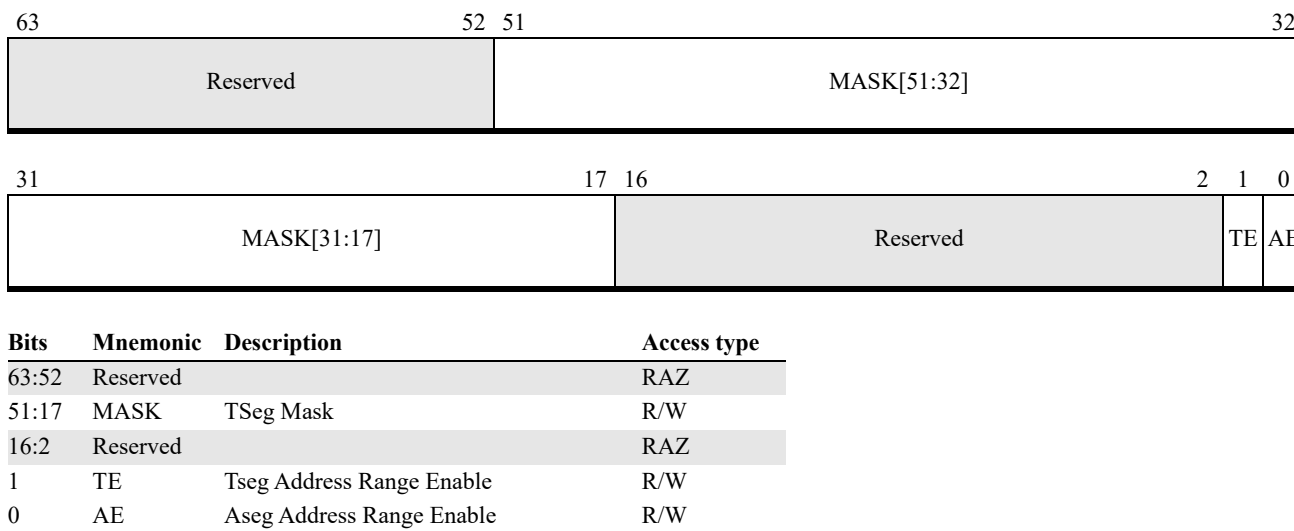 63 52 51 32
Reserved MASK[51:32]
31 17 16 2 1 0
MASK[31:17] Reserved TE AE
Bits Mnemonic Description Access type
63:52 Reserved RAZ
51:17 MASK TSeg Mask R/W
16:2 Reserved RAZ
1 TE Tseg Address Range Enable R/W
0 AE Aseg Address Range Enable R/W